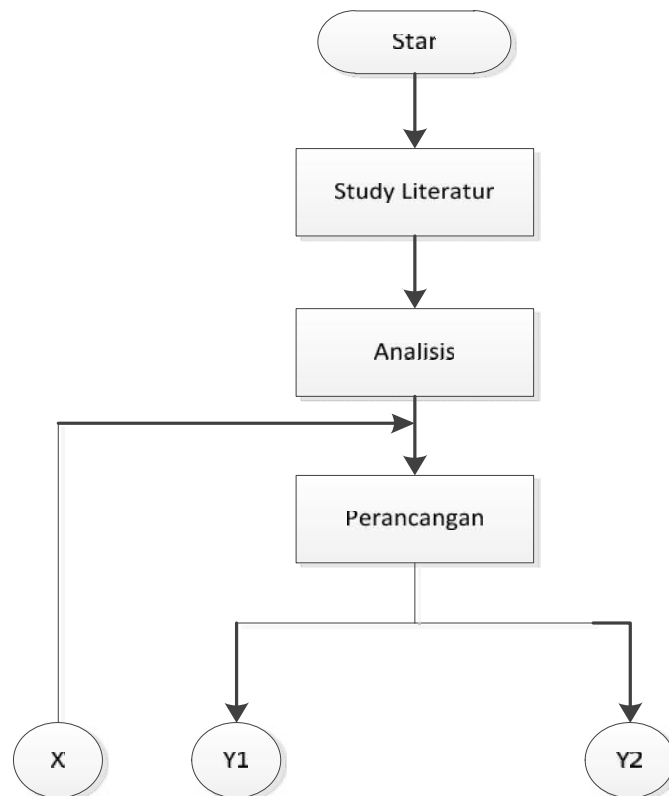 Star
Study Literatur
Analisis
Perancangan
X
Y1
Y2